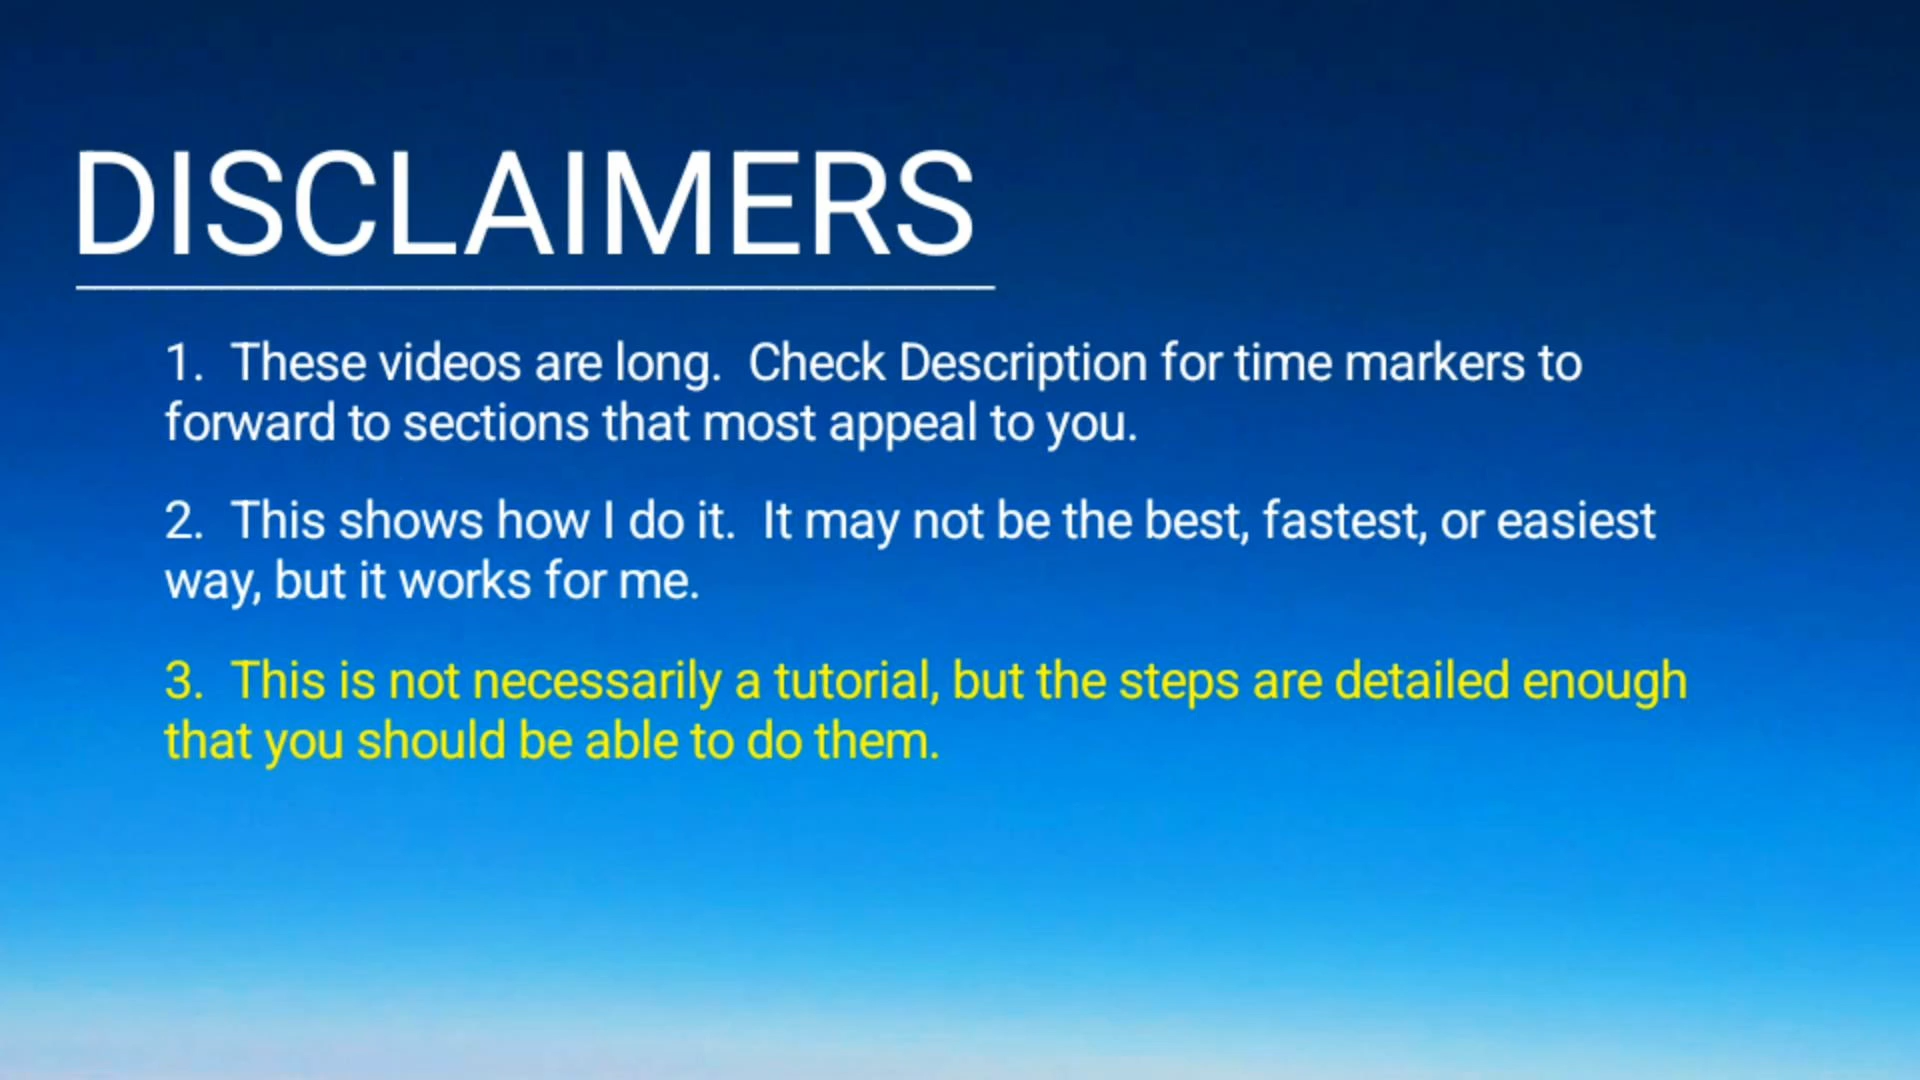 DISCLAIMERS
1.  These videos are long.  Check Description for time markers to
forward to sections that most appeal to you.
2.  This shows how I do it.  It may not be the best, fastest, or easiest
way, but it works for me.
3.  This is not necessarily a tutorial, but the steps are detailed enough
that you should be able to do them.